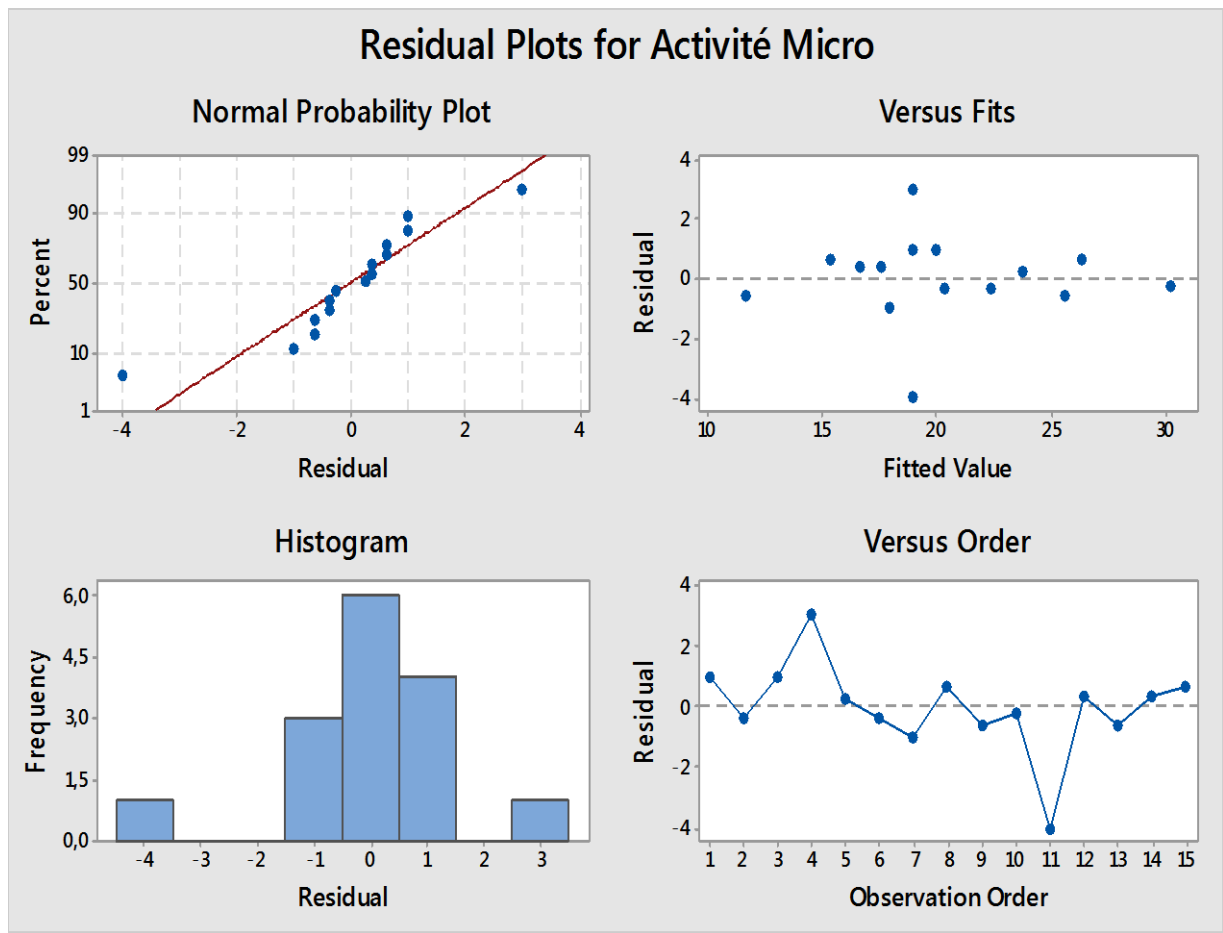 Residual Plots for Activité Micro
Normal Probability Plot
99
90
50
10
1
Percent
-4 -2 0 2 4
Residual
Versus Fits
4
2
0
-2
-4
Residual
10 15 20 25 30
Fitted Value
Histogram
6,0
4,5
3,0
1,5
0,0
Frequency
-4 -3 -2 -1 0 1 2 3
Residual
Versus Order
4
2
0
-2
-4
Residual
1 2 3 4 5 6 7 8 9 10 11 12 13 14 15
Observation Order